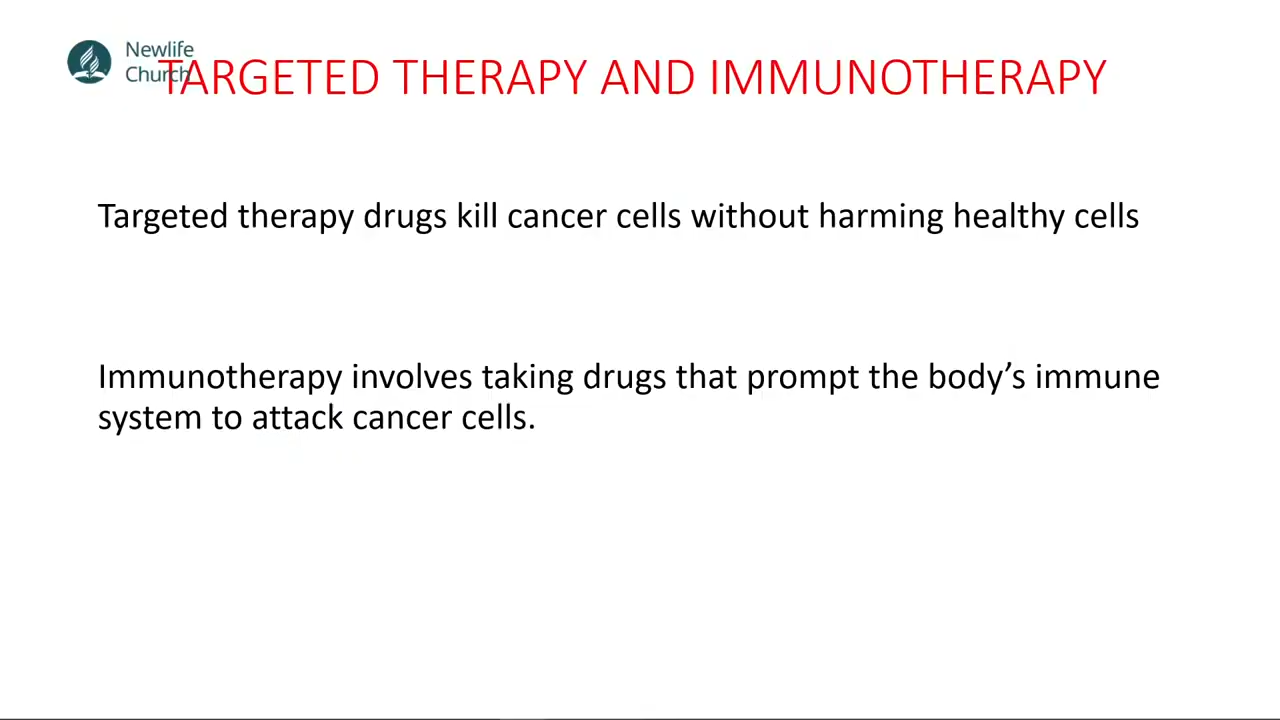 Newlife
Church
TARGETED THERAPY AND IMMUNOTHERAPY
Targeted therapy drugs kill cancer cells without harming healthy cells
Immunotherapy involves taking drugs that prompt the body’s immune
system to attack cancer cells.